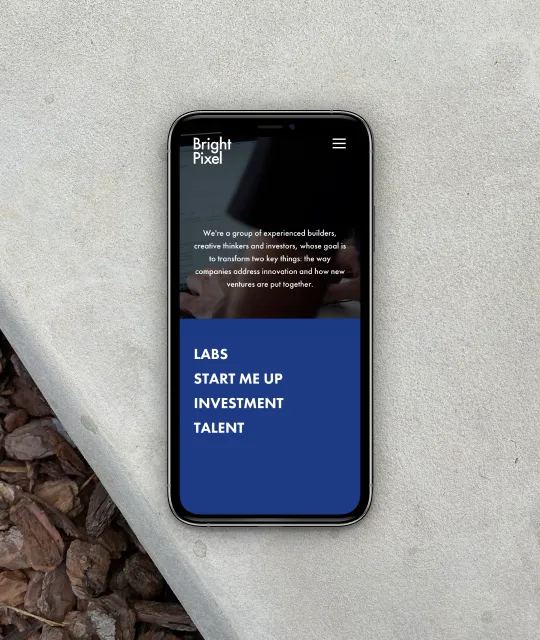 Bright
Pixel
We're a group of experienced builders,
creative thinkers and investors, whose goal is
to transform two key things: the way
companies address innovation and how new
ventures are put together.
LABS
START ME UP
INVESTMENT
TALENT